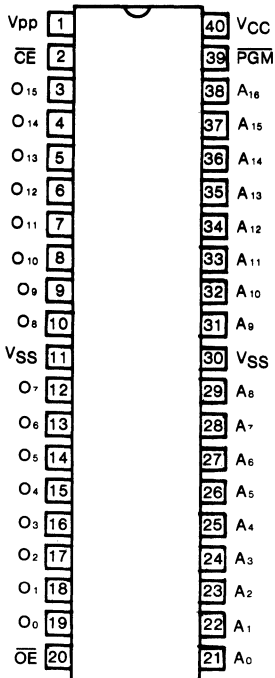 Vpp 1 40 VCC
CE 2 39 PGM
O15 3 38 A16
O14 4 37 A15
O13 5 36 A14
O12 6 35 A13
O11 7 34 A12
O10 8 33 A11
O9 9 32 A10
O8 10 31 A9
VSS 11 30 VSS
O7 12 29 A8
O6 13 28 A7
O5 14 27 A6
O4 15 26 A5
O3 16 25 A4
O2 17 24 A3
O1 18 23 A2
O0 19 22 A1
OE 20 21 A0